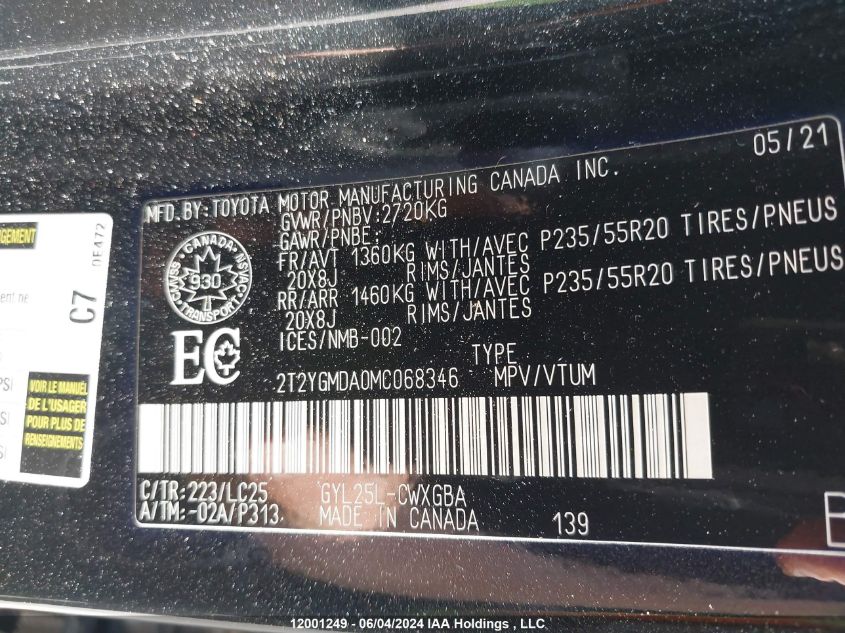 05/21
MFD.BY:TOYOTA MOTOR MANUFACTURING CANADA INC.
GVWR/PNBV:2720KG
GAWR/PNBE:
FR/AVT 1360KG WITH/AVEC P235/55R20 TIRES/PNEUS
20X8J RIMS/JANTES
RR/ARR 1460KG WITH/AVEC P235/55R20 TIRES/PNEUS
20X8J RIMS/JANTES
ICES/NMB-002
CANADA
CMVSS NSVAC
930
TRANSPORT
EC
TYPE
2T2YGMDA0MC068346 MPV/VTUM
C/TR:223/LC25 GYL25L-CWXGBA
A/TM:-02A/P313 MADE IN CANADA 139
0E472
C7
VOIR LE MANUEL
DE L'USAGER
POUR PLUS DE
RENSEIGNEMENTS
12001249 - 06/04/2024 IAA Holdings, LLC